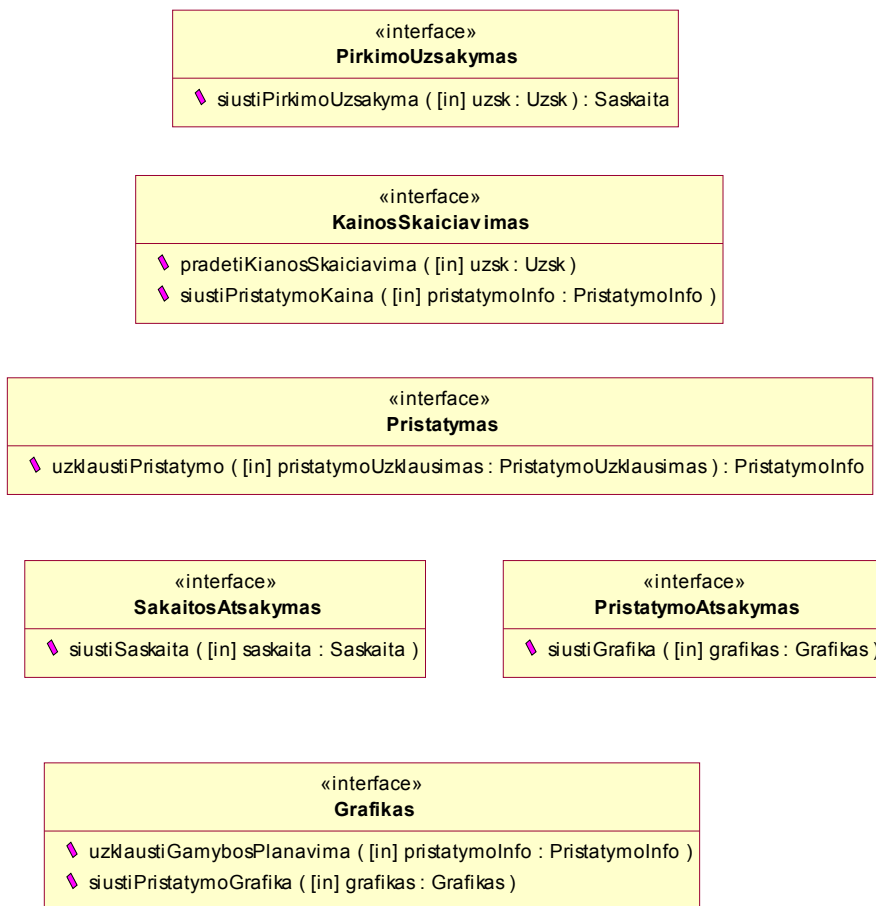 «interface»
PirkimoUzsakymas
siustiPirkimoUzsakyma ( [in] uzsk : Uzsk ) : Saskaita
«interface»
KainosSkaiciavimas
pradetiKianosSkaiciavima ( [in] uzsk : Uzsk )
siustiPristatymoKaina ( [in] pristatymoInfo : PristatymoInfo )
«interface»
Pristatymas
uzklaustiPristatymo ( [in] pristatymoUzklausimas : PristatymoUzklausimas ) : PristatymoInfo
«interface»
SakaitosAtsakymas
siustiSaskaita ( [in] saskaita : Saskaita )
«interface»
PristatymoAtsakymas
siustiGrafika ( [in] grafikas : Grafikas )
«interface»
Grafikas
uzklaustiGamybosPlanavima ( [in] pristatymoInfo : PristatymoInfo )
siustiPristatymoGrafika ( [in] grafikas : Grafikas )